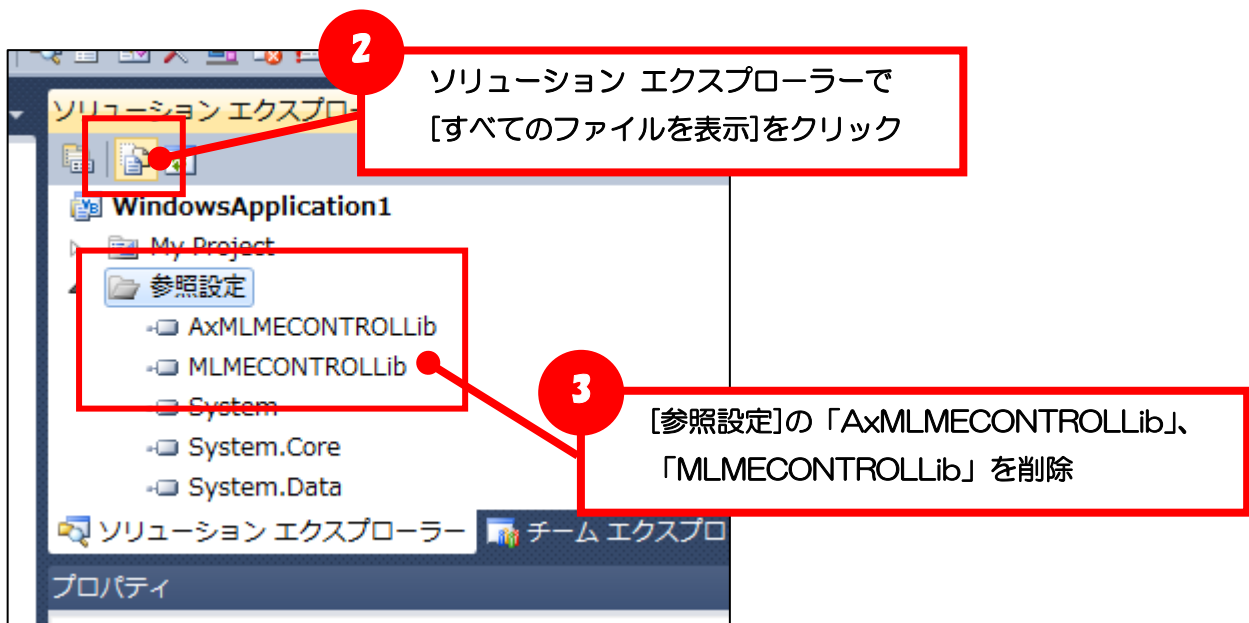 2
ソリューション エクスプローラーで
[すべてのファイルを表示]をクリック
ソリューション エクスプロー
WindowsApplication1
My Project
参照設定
AxMLMECONTROLLib
MLMECONTROLLib
System
System.Core
System.Data
3
[参照設定]の「AxMLMECONTROLLib」、
「MLMECONTROLLib」を削除
ソリューション エクスプローラー チーム エクスプロ
プロパティ